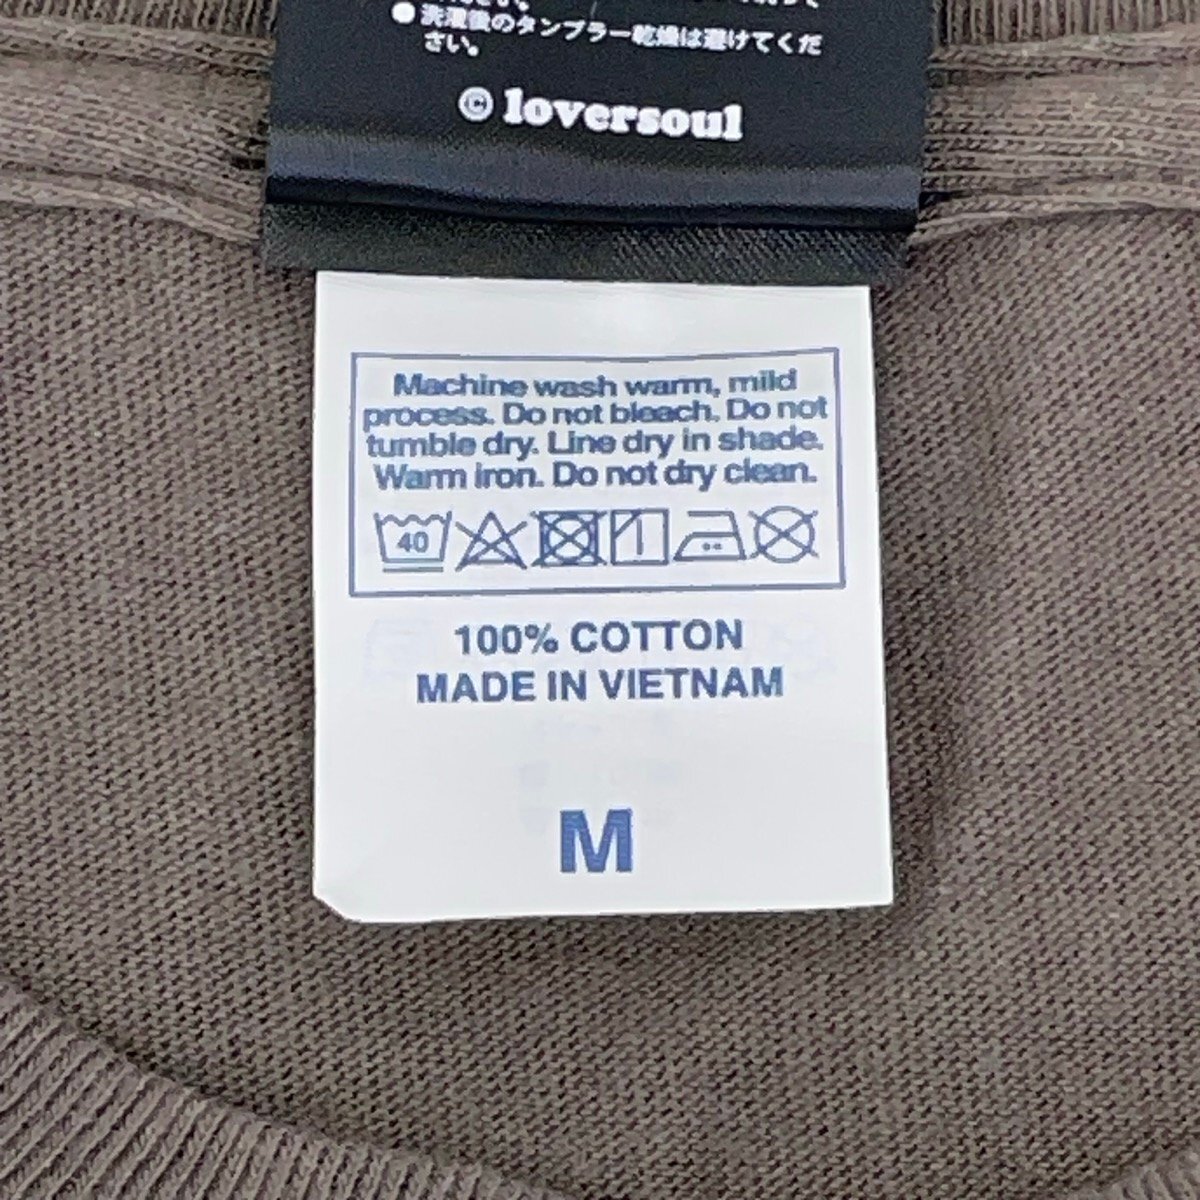 さい。
●洗濯後のタンブラー乾燥は避けてくだ
さい。
© loversoul
Machine wash warm, mild
process. Do not bleach. Do not
tumble dry. Line dry in shade.
Warm iron. Do not dry clean.
40
100% COTTON
MADE IN VIETNAM
M